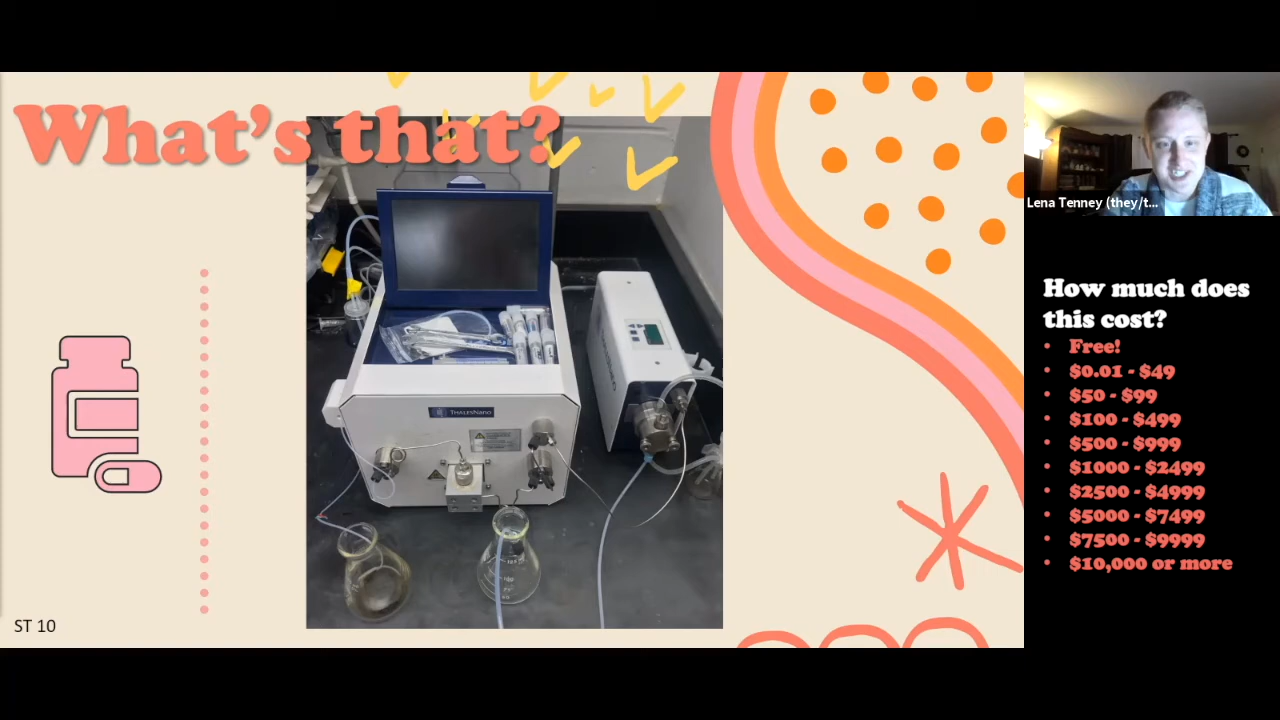 What's that?
THALESNANO
ST 10
Lena Tenney (they/t...
How much does
this cost?
• Free!
• $0.01 - $49
• $50 - $99
• $100 - $499
• $500 - $999
• $1000 - $2499
• $2500 - $4999
• $5000 - $7499
• $7500 - $9999
• $10,000 or more